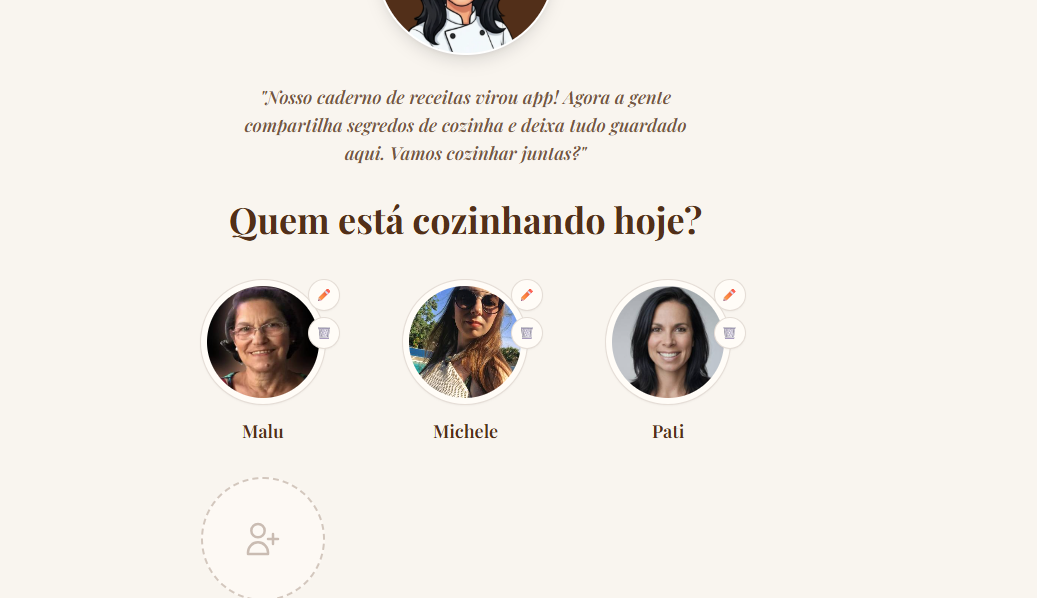 "Nosso caderno de receitas virou app! Agora a gente
compartilha segredos de cozinha e deixa tudo guardado
aqui. Vamos cozinhar juntas?"
Quem está cozinhando hoje?
Malu
Michele
Pati